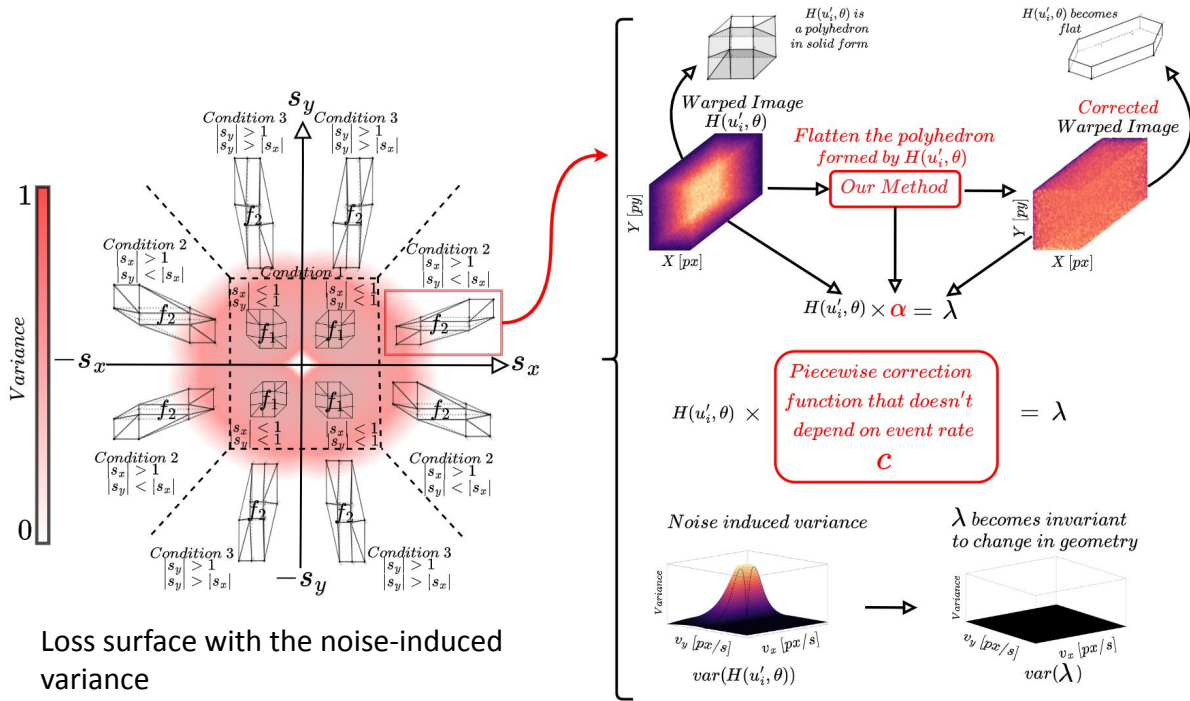 1
Variance
0
s_y
Condition 3
|s_y| > 1
|s_y| > |s_x|
Condition 3
|s_y| > 1
|s_y| > |s_x|
f_2
f_2
Condition 2
|s_x| > 1
|s_y| < |s_x|
Condition 2
|s_x| > 1
|s_y| < |s_x|
Condition 1
|s_x| < 1
|s_y| < 1
|s_x| < 1
|s_y| < 1
f_2
f_1
f_1
f_2
−s_x
s_x
f_2
f_1
f_1
f_2
|s_x| < 1
|s_y| < 1
|s_x| < 1
|s_y| < 1
Condition 2
|s_x| > 1
|s_y| < |s_x|
Condition 2
|s_x| > 1
|s_y| < |s_x|
f_2
f_2
Condition 3
|s_y| > 1
|s_y| > |s_x|
Condition 3
|s_y| > 1
|s_y| > |s_x|
−s_y
Loss surface with the noise-induced
variance
H(u′_i, θ) is
a polyhedron
in solid form
H(u′_i, θ) becomes
flat
Warped Image
H(u′_i, θ)
Flatten the polyhedron
formed by H(u′_i, θ)
Our Method
Corrected
Warped Image
Y [py]
X [px]
Y [py]
X [px]
H(u′_i, θ) × α = λ
H(u′_i, θ) ×
Piecewise correction
function that doesn't
depend on event rate
c
= λ
Noise induced variance
Variance
v_y [px/s]
v_x [px/s]
var(H(u′_i, θ))
λ becomes invariant
to change in geometry
Variance
v_y [px/s]
v_x [px/s]
var(λ)